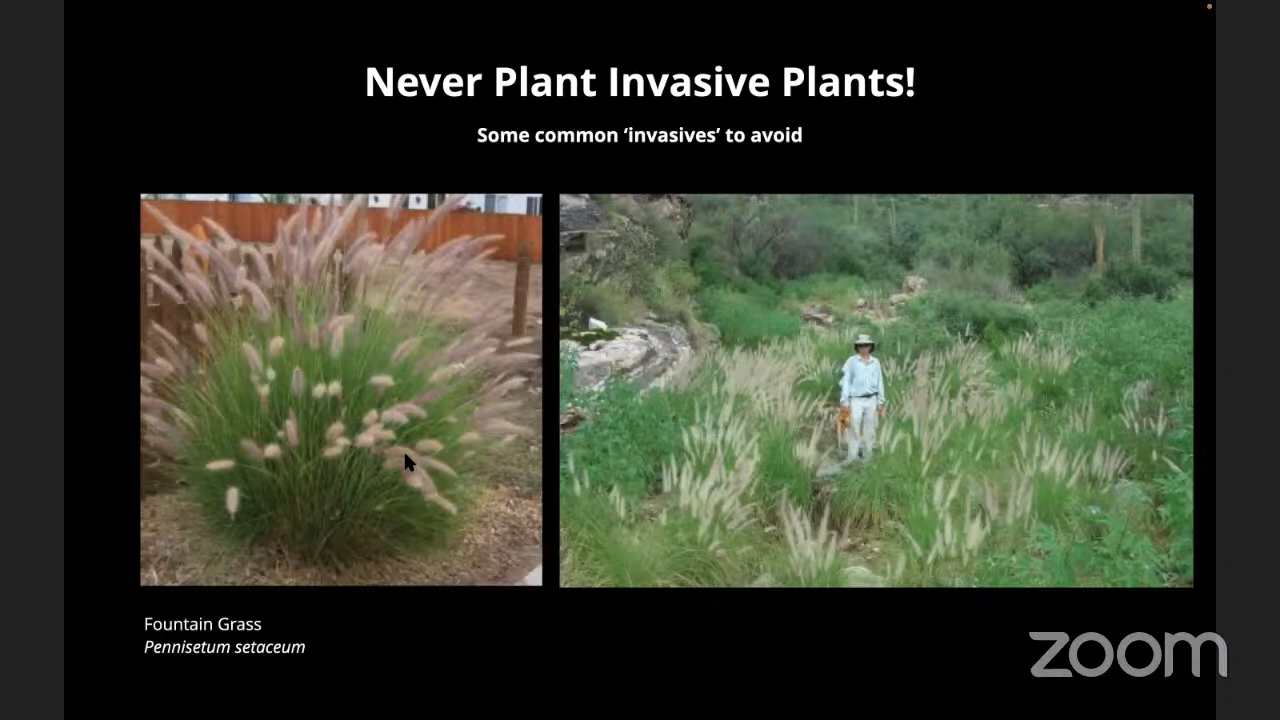 Never Plant Invasive Plants!
Some common ‘invasives’ to avoid
Fountain Grass
Pennisetum setaceum
zoom